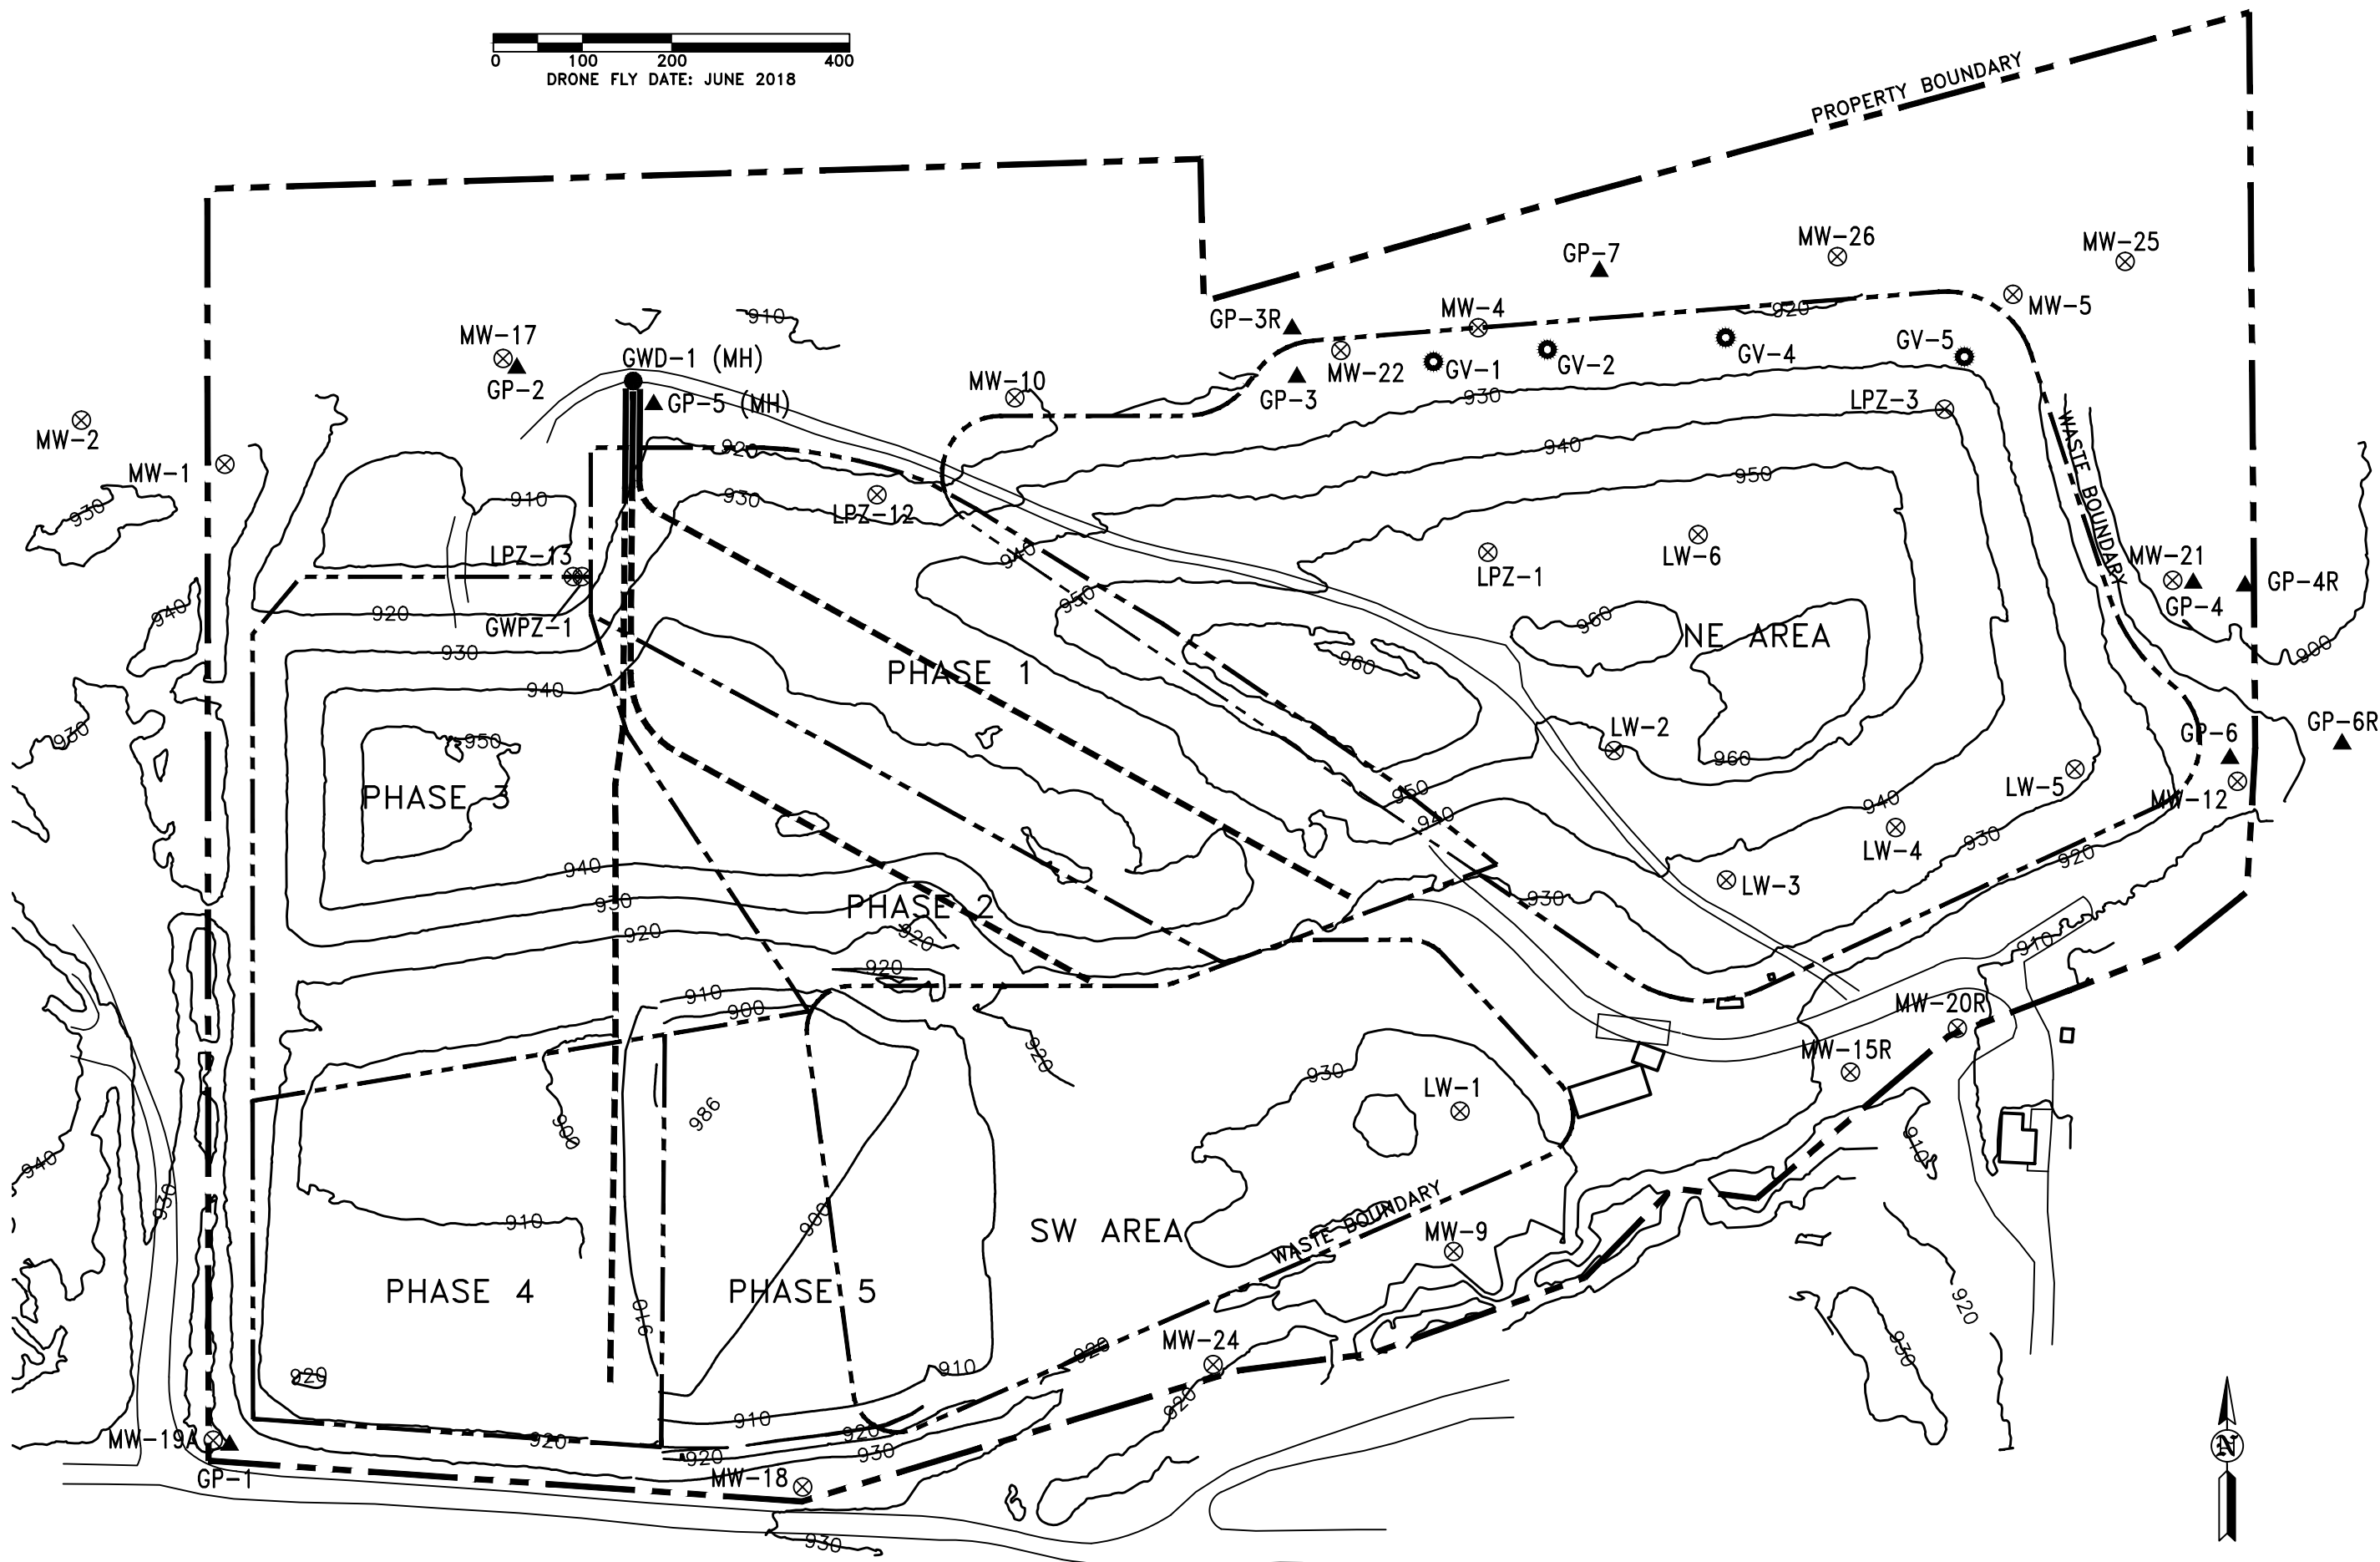 PROPERTY BOUNDARY
0 100 200 400
DRONE FLY DATE: JUNE 2018
MW-26
MW-25
GP-7
MW-5
MW-4
GP-3R
920
910
MW-17
GWD-1 (MH)
GV-5
GV-4
GV-2
GV-1
MW-22
MW-10
GP-2
GP-3
930
LPZ-3
GP-5 (MH)
MW-2
WASTE BOUNDARY
920
940
MW-1
950
930
910
930
LPZ-12
LPZ-13
940
LW-6
MW-21
LPZ-1
GP-4R
950
GP-4
940
920
960
GWPZ-1
NE AREA
930
900
960
PHASE 1
940
GP-6R
LW-2
GP-6
930
950
960
LW-5
PHASE 3
950
MW-12
940
940
930
LW-4
920
940
LW-3
930
930
PHASE 2
920
920
910
920
910
MW-20R
900
920
MW-15R
930
LW-1
986
900
910
940
930
WASTE BOUNDARY
900
910
SW AREA
MW-9
PHASE 4
PHASE 5
910
920
MW-24
920
930
910
920
920
910
920
920
930
MW-19A
920
N
GP-1
MW-18
930